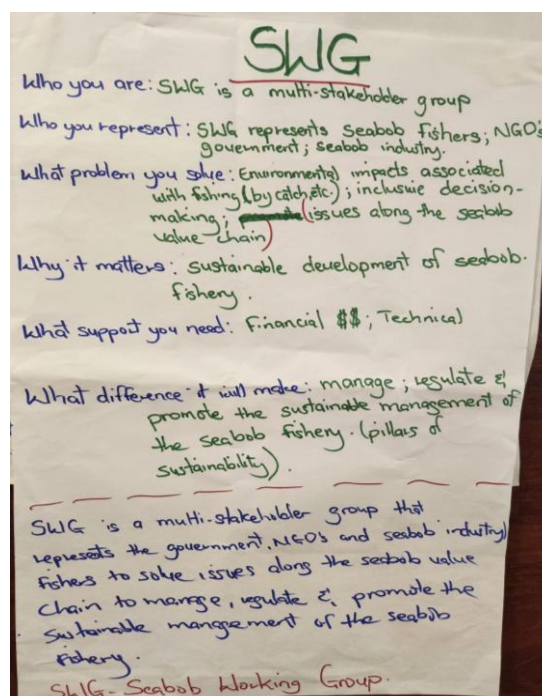 SWG
Who you are: SWG is a multi-stakeholder group
Who you represent: SWG represents Seabob Fishers; NGO's
government; seabob industry.
What problem you solve: Environmental impacts associated
with fishing (by catch, etc.); inclusive decision-
making; (issues along the seabob
value chain)
Why it matters: sustainable development of seabob
fishery.
What support you need: Financial $$; Technical
What difference it will make: manage; regulate &
promote the sustainable management of
the seabob fishery. (pillars of
sustainability).
SWG is a multi-stakeholder group that
represents the government, NGO's and seabob industry
fishers to solve issues along the seabob value
chain to manage, regulate & promote the
sustainable management of the seabob
fishery.
SWG - Seabob Working Group.